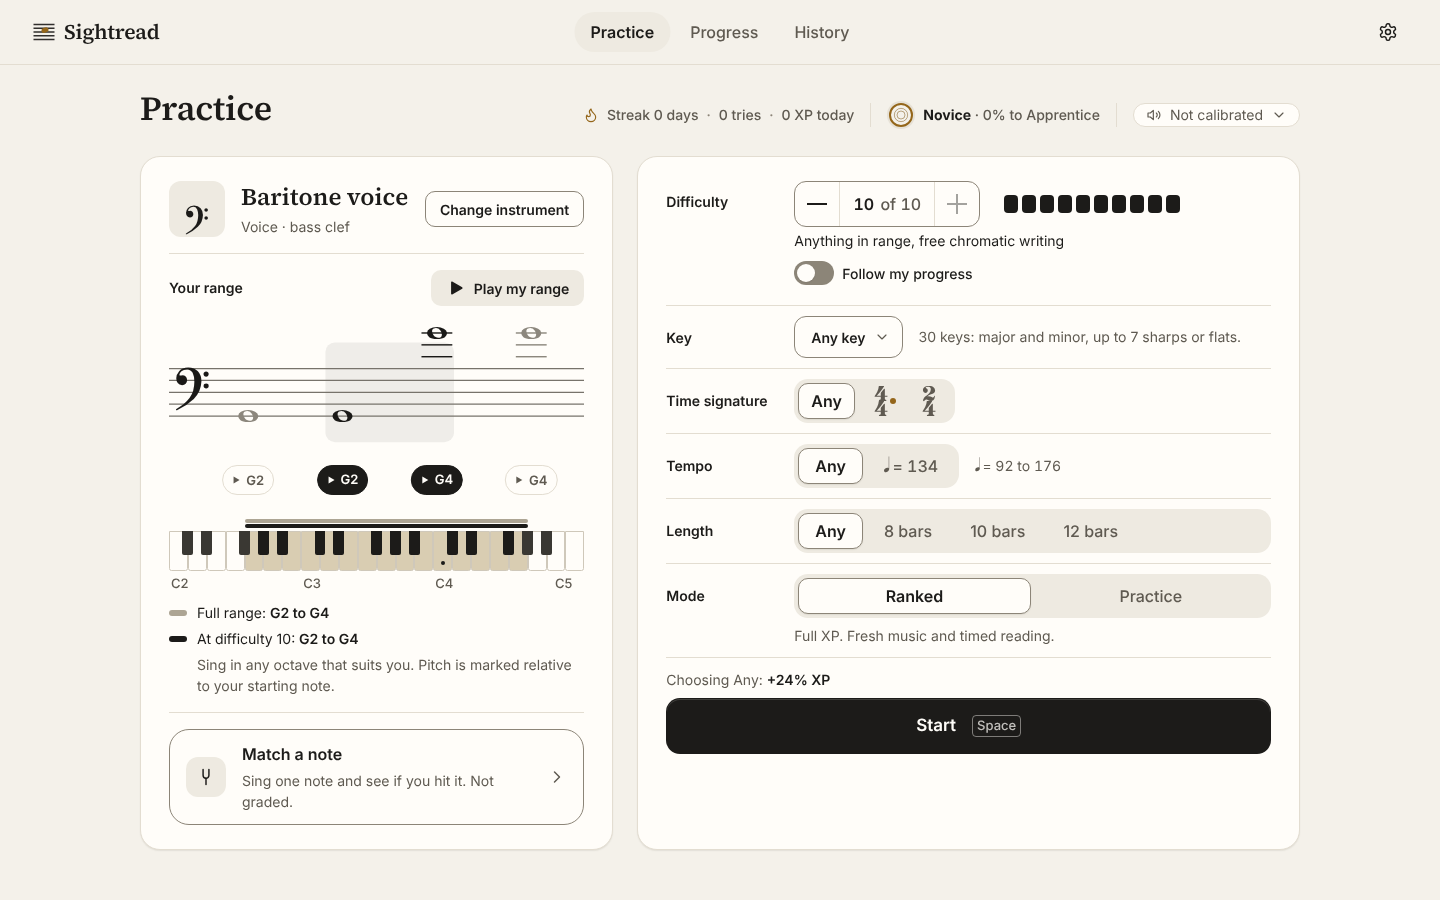 Sightread
Practice
Progress
History
Practice
Streak 0 days · 0 tries · 0 XP today
Novice · 0% to Apprentice
Not calibrated
Baritone voice
Voice · bass clef
Change instrument
Your range
Play my range
G2
G2
G4
G4
C2
C3
C4
C5
Full range: G2 to G4
At difficulty 10: G2 to G4
Sing in any octave that suits you. Pitch is marked relative
to your starting note.
Match a note
Sing one note and see if you hit it. Not
graded.
Difficulty
10 of 10
Anything in range, free chromatic writing
Follow my progress
Key
Any key
30 keys: major and minor, up to 7 sharps or flats.
Time signature
Any
4
4
2
4
Tempo
Any
♩= 134
♩= 92 to 176
Length
Any
8 bars
10 bars
12 bars
Mode
Ranked
Practice
Full XP. Fresh music and timed reading.
Choosing Any: +24% XP
Start
Space